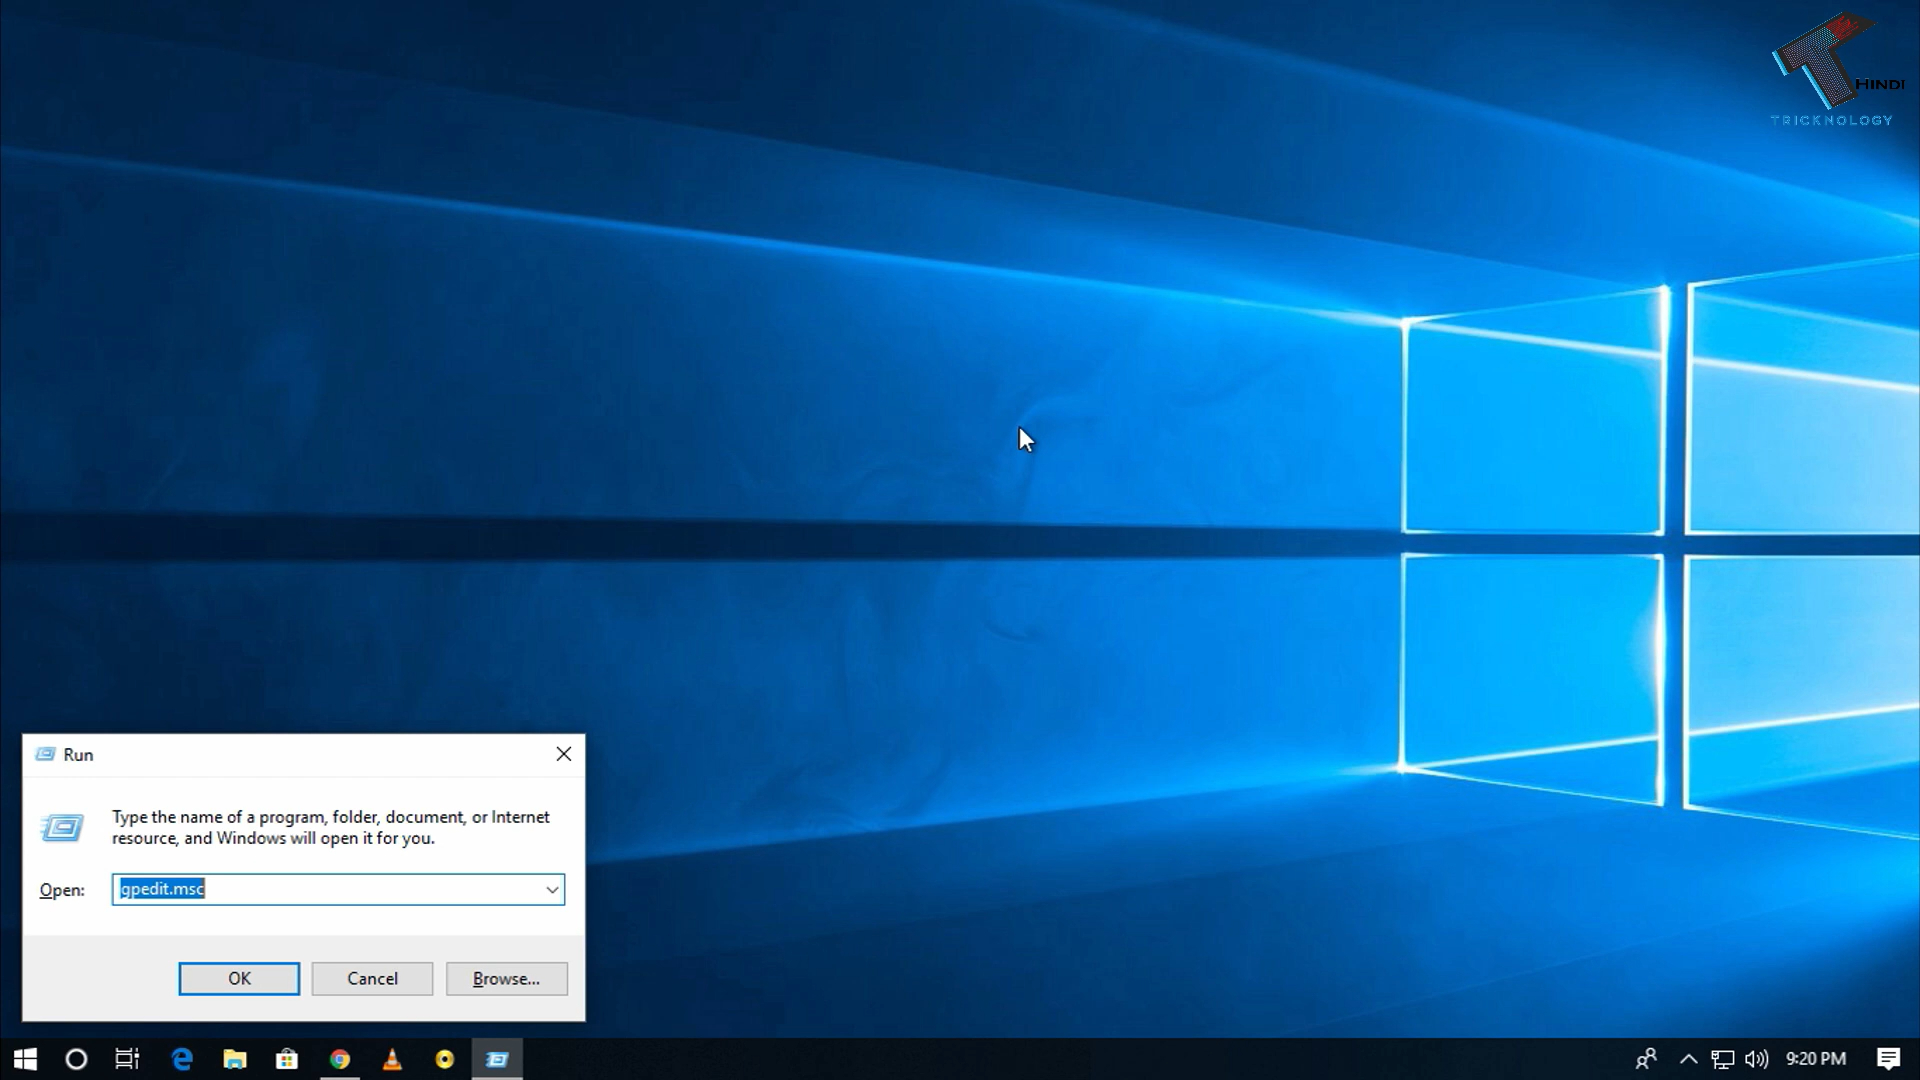 HINDI
TRICKNOLOGY
Run
Type the name of a program, folder, document, or Internet
resource, and Windows will open it for you.
Open: gpedit.msc
OK Cancel Browse...
9:20 PM